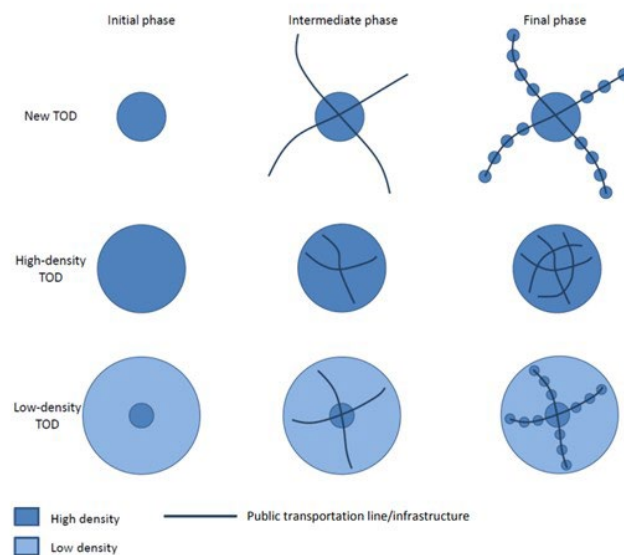 Initial phase
Intermediate phase
Final phase
New TOD
High-density
TOD
Low-density
TOD
High density
Public transportation line/infrastructure
Low density